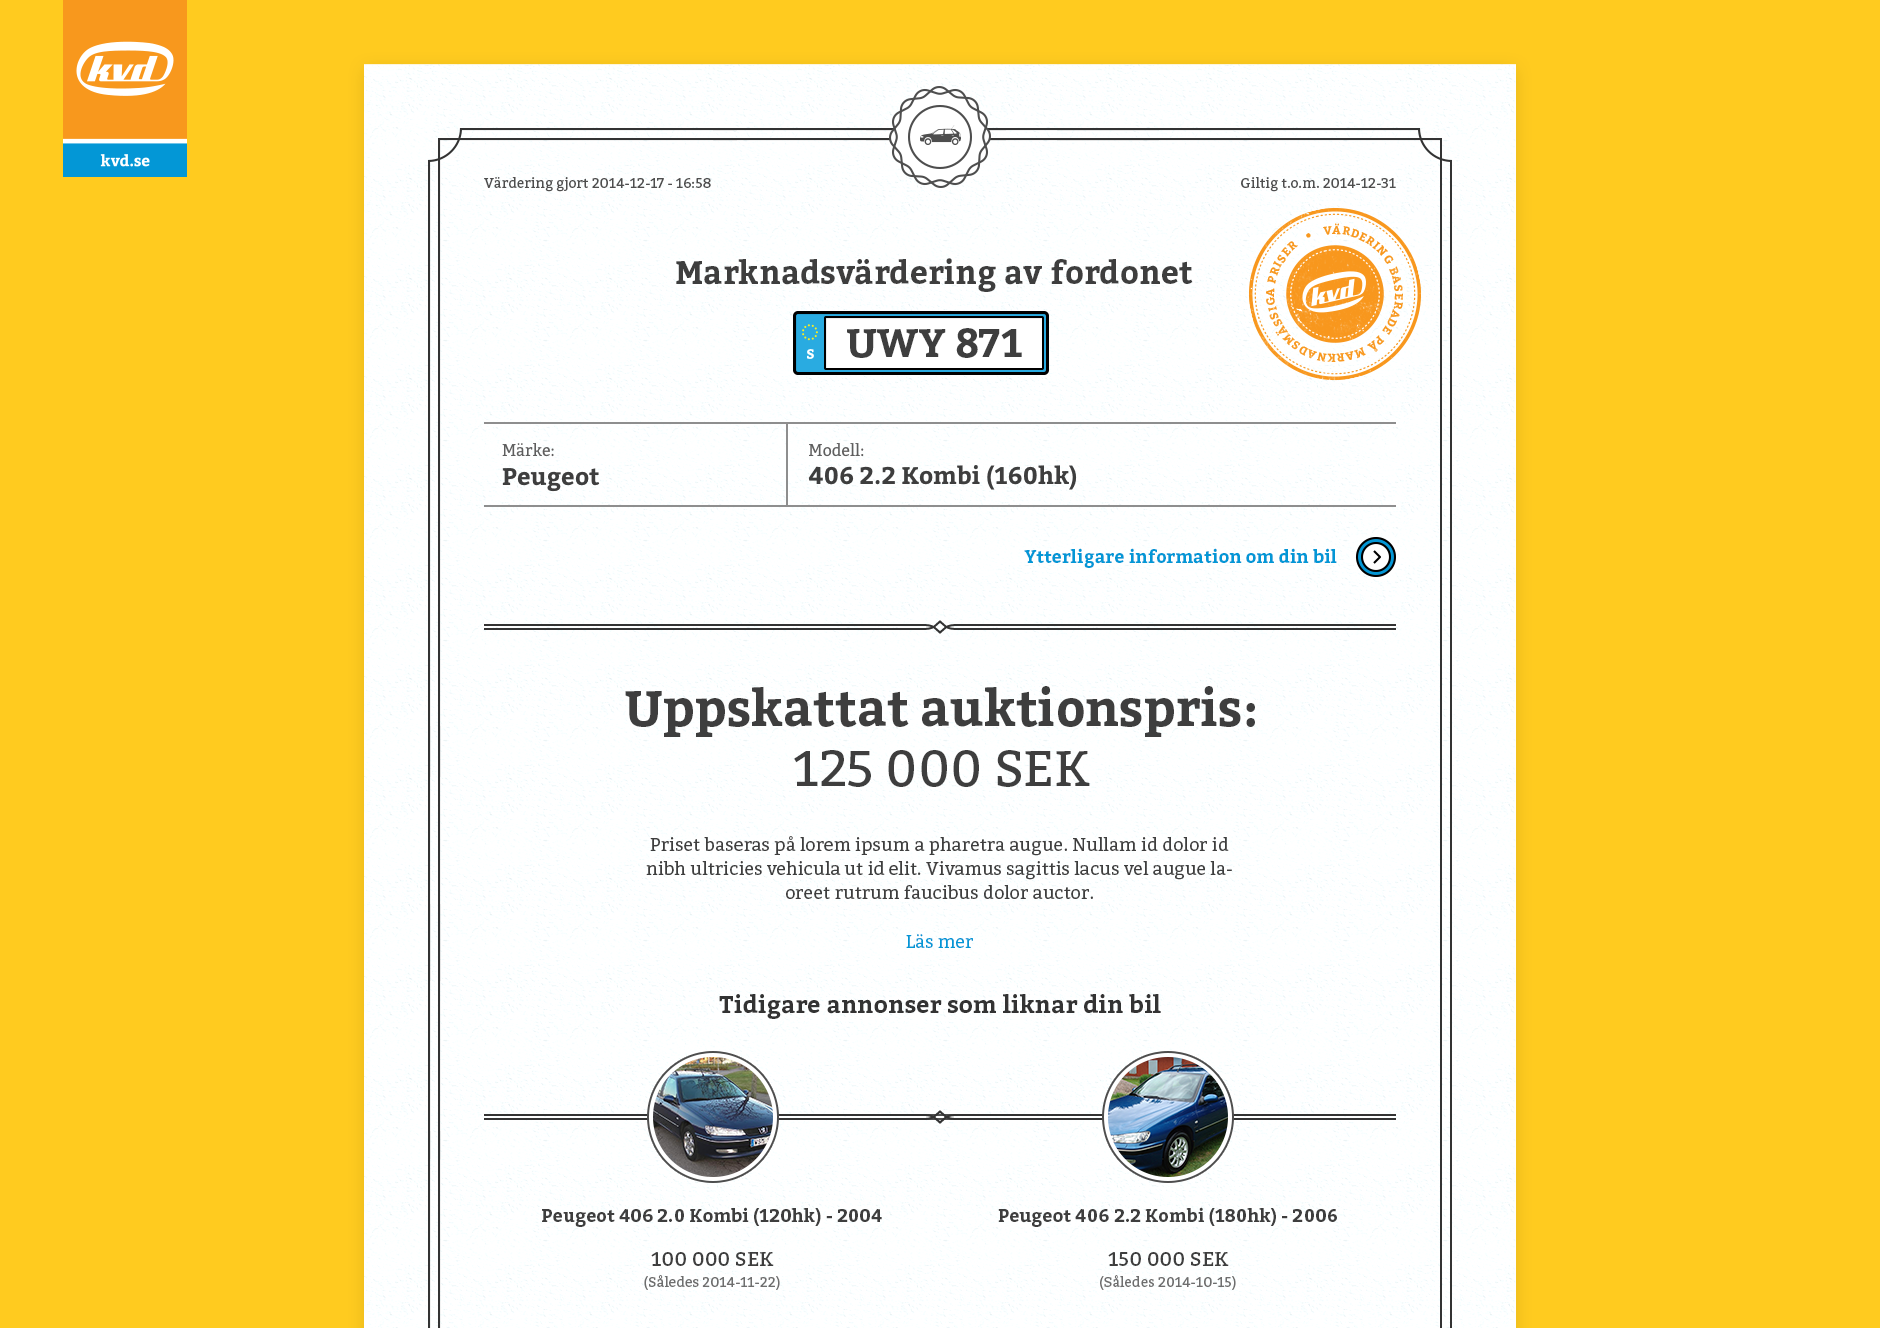 kvd
kvd.se
Värdering gjort 2014-12-17 - 16:58
Giltig t.o.m. 2014-12-31
VÄRDERING BASERADE PÅ MARKNADSMÄSSIGA PRISER •
kvd
Marknadsvärdering av fordonet
S
UWY 871
Märke:
Peugeot
Modell:
406 2.2 Kombi (160hk)
Ytterligare information om din bil
Uppskattat auktionspris:
125 000 SEK
Priset baseras på lorem ipsum a pharetra augue. Nullam id dolor id
nibh ultricies vehicula ut id elit. Vivamus sagittis lacus vel augue la-
oreet rutrum faucibus dolor auctor.
Läs mer
Tidigare annonser som liknar din bil
Peugeot 406 2.0 Kombi (120hk) - 2004
100 000 SEK
(Således 2014-11-22)
Peugeot 406 2.2 Kombi (180hk) - 2006
150 000 SEK
(Således 2014-10-15)